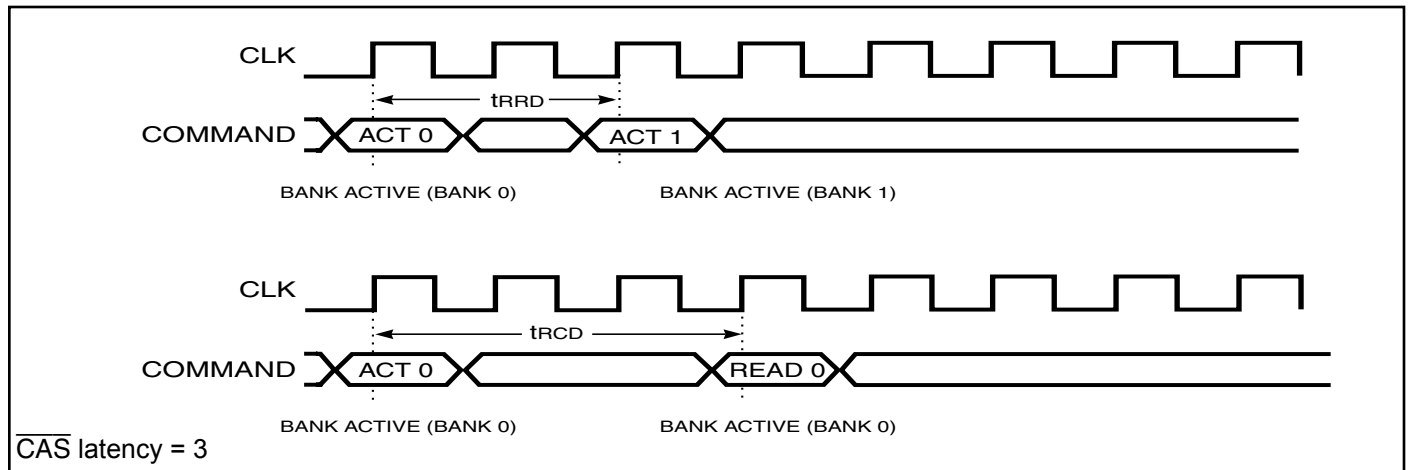 CLK
tRRD
COMMAND ACT 0 ACT 1
BANK ACTIVE (BANK 0) BANK ACTIVE (BANK 1)
CLK
tRCD
COMMAND ACT 0 READ 0
BANK ACTIVE (BANK 0) BANK ACTIVE (BANK 0)
C̅A̅S̅ latency = 3